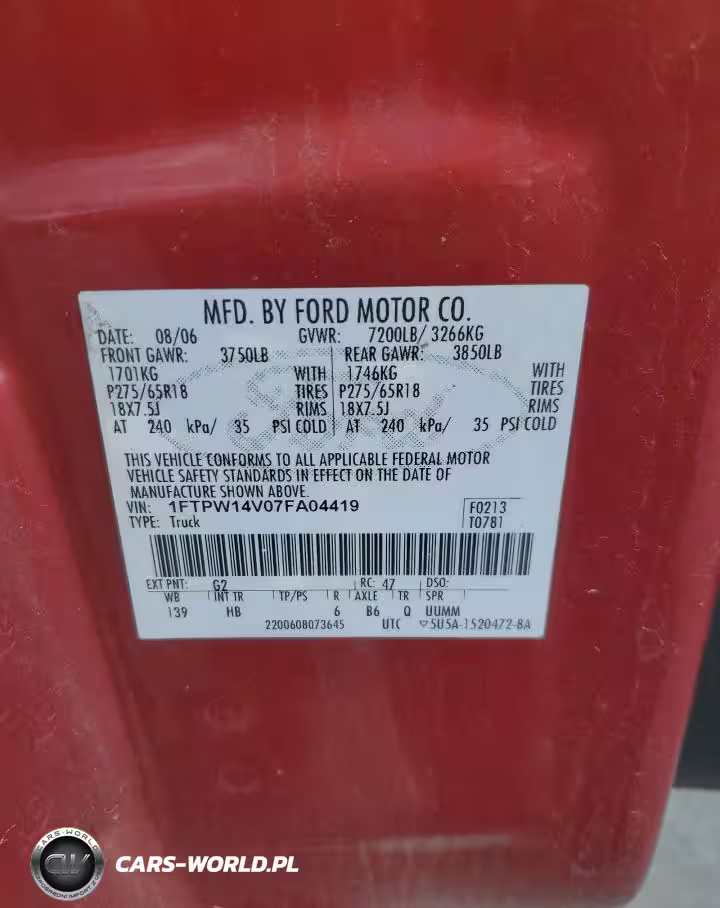 MFD. BY FORD MOTOR CO.
DATE: 08/06 GVWR: 7200LB/ 3266KG
FRONT GAWR: 3750LB REAR GAWR: 3850LB
1701KG WITH 1746KG WITH
P275/65R18 TIRES P275/65R18 TIRES
18X7.5J RIMS 18X7.5J RIMS
AT 240 kPa/ 35 PSI COLD AT 240 kPa/ 35 PSI COLD
THIS VEHICLE CONFORMS TO ALL APPLICABLE FEDERAL MOTOR
VEHICLE SAFETY STANDARDS IN EFFECT ON THE DATE OF
MANUFACTURE SHOWN ABOVE.
VIN: 1FTPW14V07FA04419 F0213
TYPE: Truck T0781
EXT PNT: G2 RC: 47 DSO:
WB INT TR TP/PS R AXLE TR SPR
139 HB 6 B6 Q UUMM
2200608073645 UTC ▽5U5A-1520472-BA
CARS-WORLD
CW
CARS-WORLD.PL